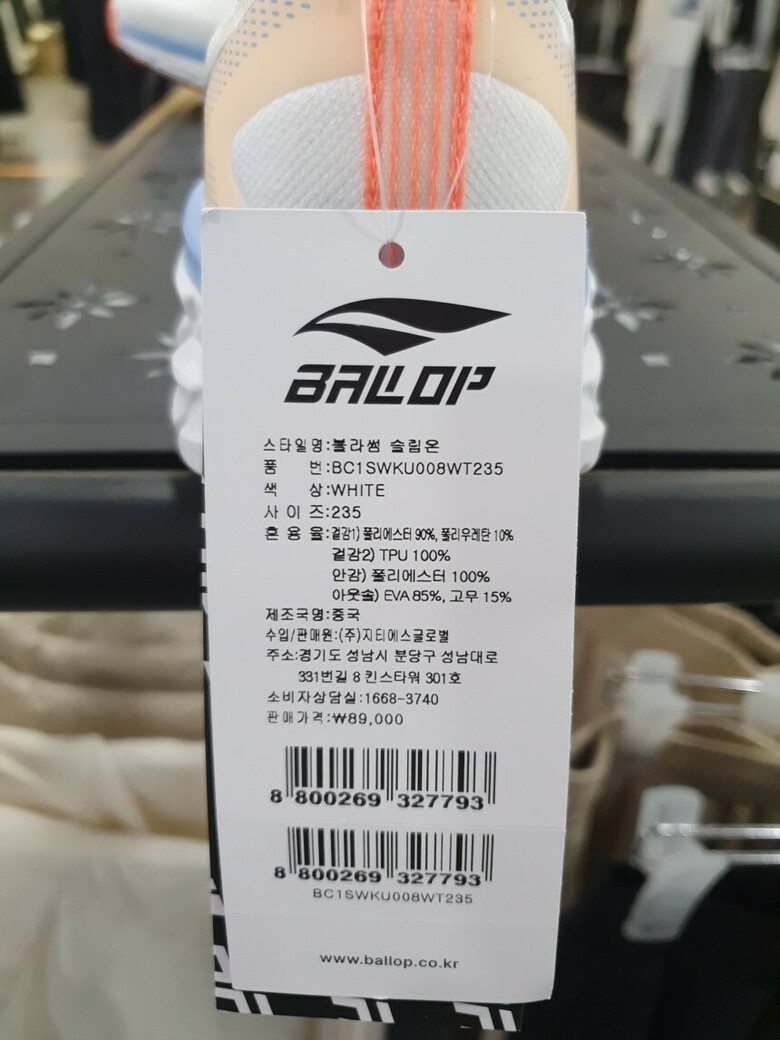 BALLOP
스타일명:볼라썸 슬립온
품 번:BC1SWKU008WT235
색 상:WHITE
사 이 즈:235
혼 용 율:겉감1) 폴리에스터 90%, 폴리우레탄 10%
겉감2) TPU 100%
안감) 폴리에스터 100%
아웃솔) EVA 85%, 고무 15%
제조국명:중국
수입/판매원:(주)지티에스글로벌
주소:경기도 성남시 분당구 성남대로
331번길 8 킨스타워 301호
소비자상담실:1668-3740
판매가격:₩89,000
8 800269 327793
8 800269 327793
BC1SWKU008WT235
www.ballop.co.kr